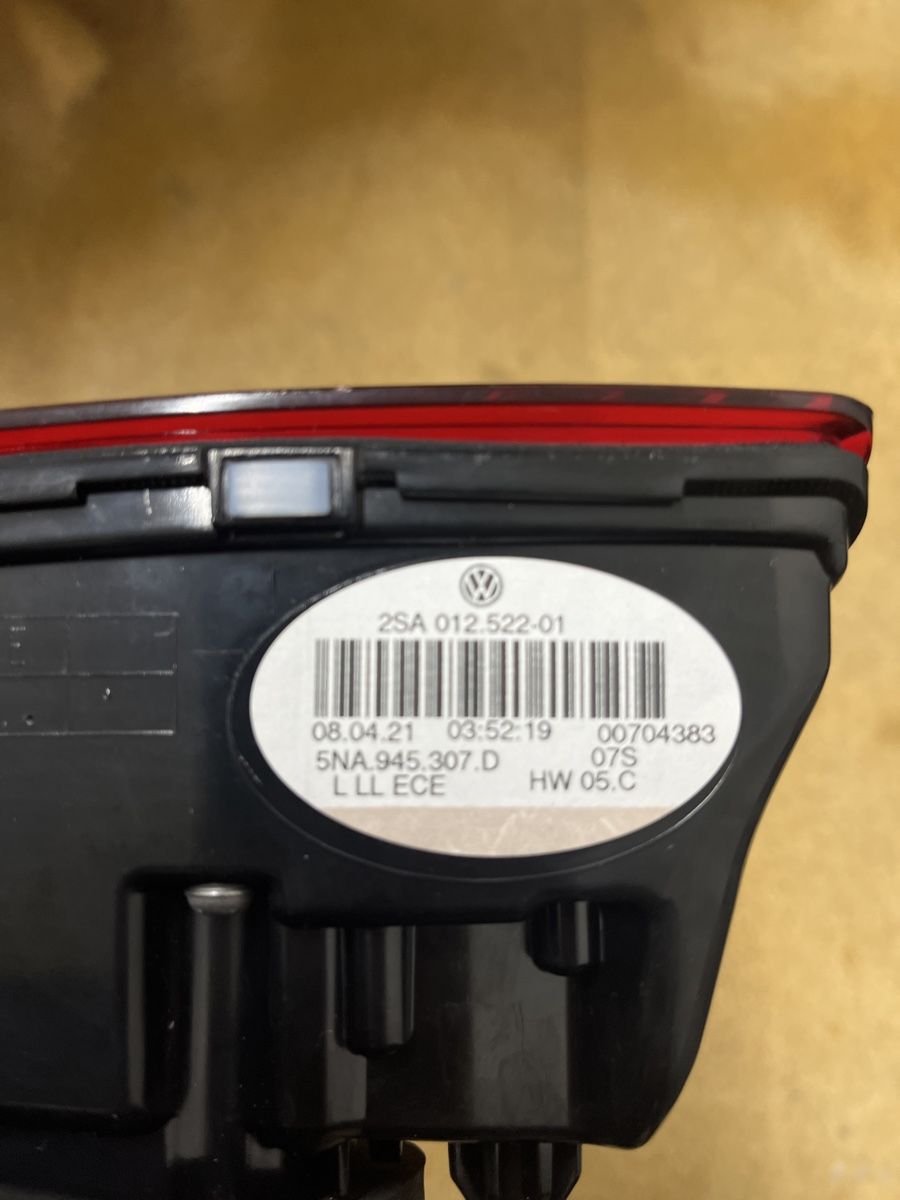 2SA 012.522-01
08.04.21 03:52:19 00704383
5NA.945.307.D 07S
L LL ECE HW 05.C